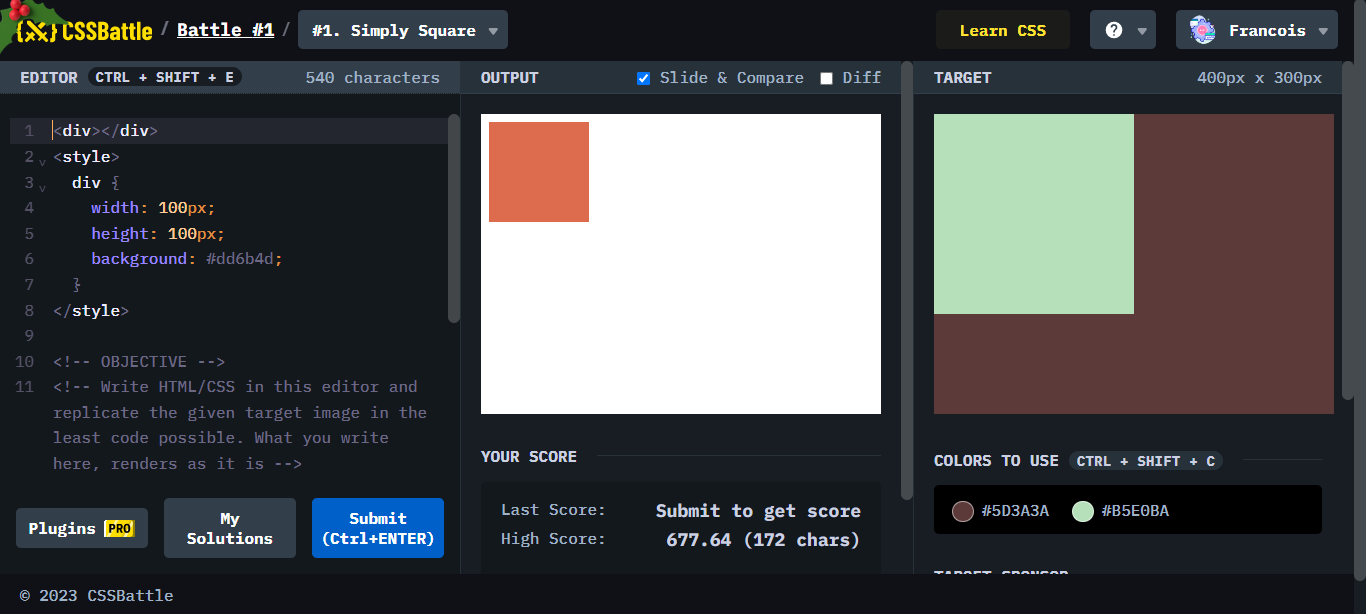 {X} CSSBattle / Battle #1 / #1. Simply Square
Learn CSS
?
Francois
EDITOR CTRL + SHIFT + E 540 characters
1 <div></div>
2 <style>
3 div {
4 width: 100px;
5 height: 100px;
6 background: #dd6b4d;
7 }
8 </style>
9
10 <!-- OBJECTIVE -->
11 <!-- Write HTML/CSS in this editor and
replicate the given target image in the
least code possible. What you write
here, renders as it is -->
Plugins PRO
My
Solutions
Submit
(Ctrl+ENTER)
OUTPUT Slide & Compare Diff
YOUR SCORE
Last Score: Submit to get score
High Score: 677.64 (172 chars)
TARGET 400px x 300px
COLORS TO USE CTRL + SHIFT + C
#5D3A3A #B5E0BA
TARGET SPONSOR
© 2023 CSSBattle